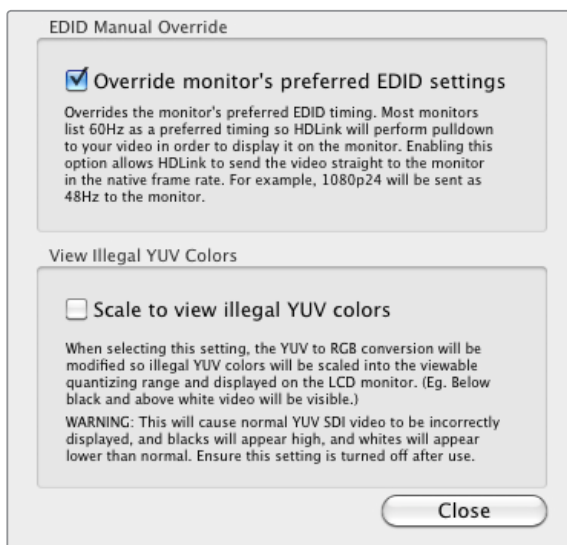 EDID Manual Override
Override monitor's preferred EDID settings
Overrides the monitor's preferred EDID timing. Most monitors
list 60Hz as a preferred timing so HDLink will perform pulldown
to your video in order to display it on the monitor. Enabling this
option allows HDLink to send the video straight to the monitor
in the native frame rate. For example, 1080p24 will be sent as
48Hz to the monitor.
View Illegal YUV Colors
Scale to view illegal YUV colors
When selecting this setting, the YUV to RGB conversion will be
modified so illegal YUV colors will be scaled into the viewable
quantizing range and displayed on the LCD monitor. (Eg. Below
black and above white video will be visible.)
WARNING: This will cause normal YUV SDI video to be incorrectly
displayed, and blacks will appear high, and whites will appear
lower than normal. Ensure this setting is turned off after use.
Close